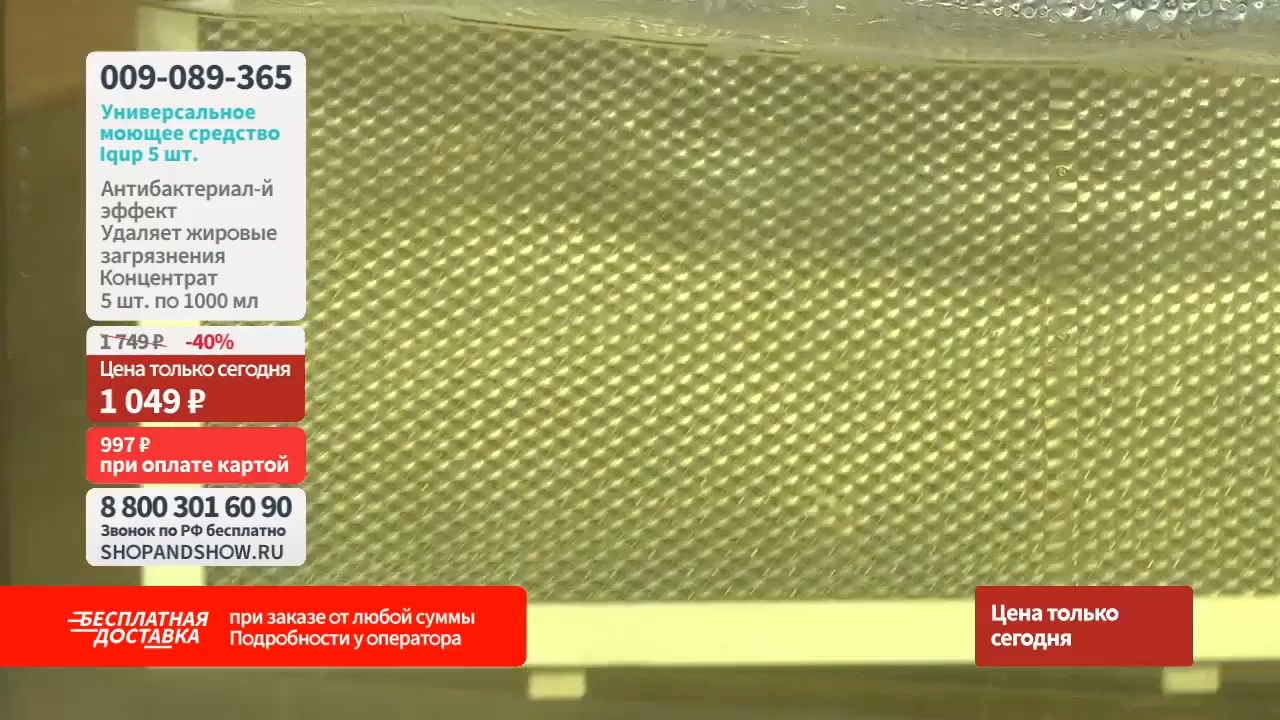 009-089-365
Универсальное
моющее средство
Iqup 5 шт.
Антибактериал-й
эффект
Удаляет жировые
загрязнения
Концентрат
5 шт. по 1000 мл
1 749 ₽ -40%
Цена только сегодня
1 049 ₽
997 ₽
при оплате картой
8 800 301 60 90
Звонок по РФ бесплатно
SHOPANDSHOW.RU
БЕСПЛАТНАЯ
ДОСТАВКА
при заказе от любой суммы
Подробности у оператора
Цена только
сегодня